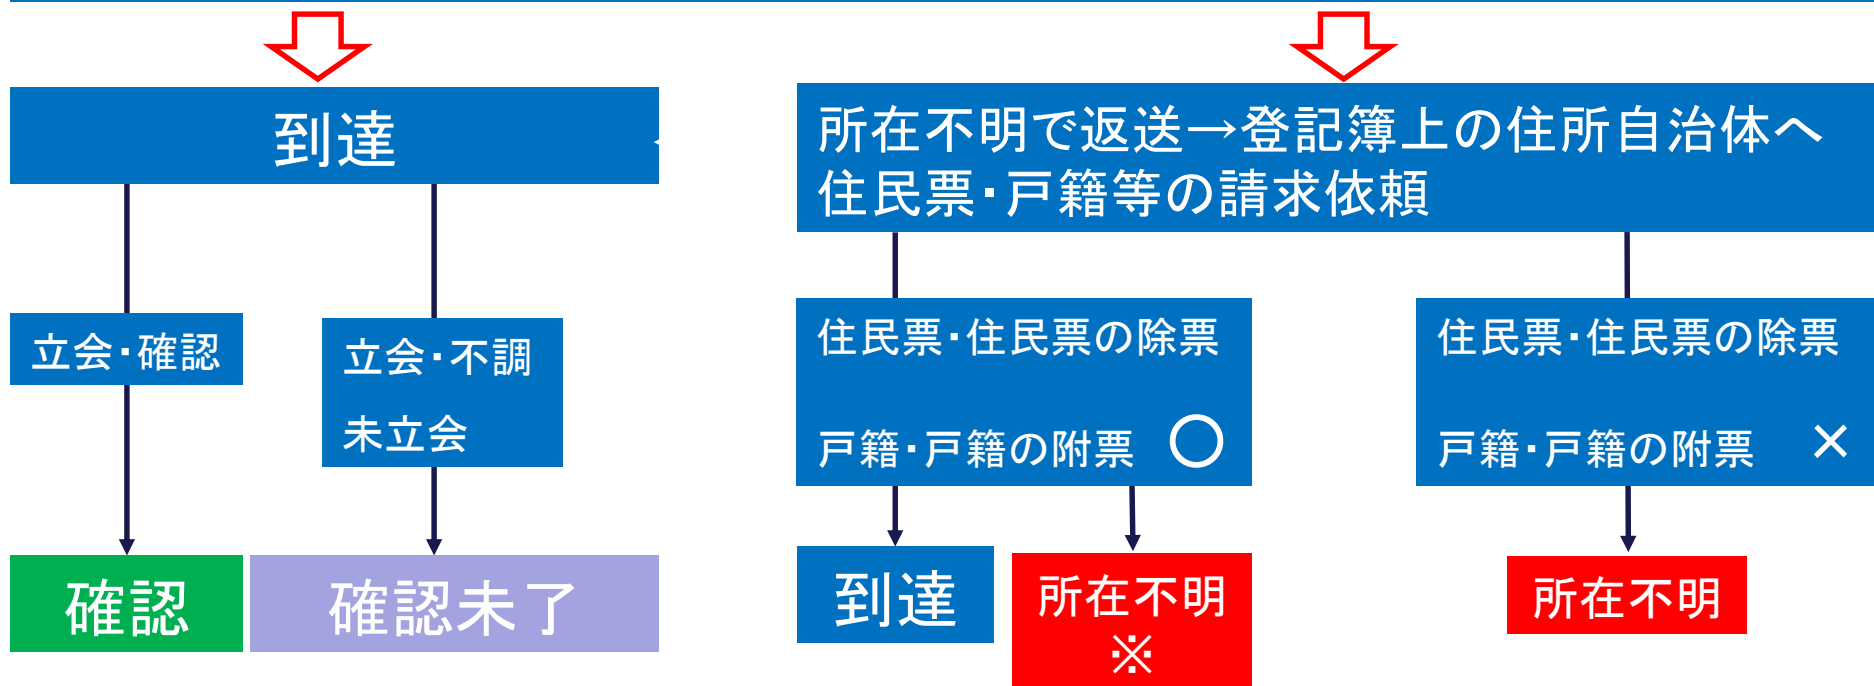 到達
所在不明で返送→登記簿上の住所自治体へ
住民票・戸籍等の請求依頼
立会・確認
立会・不調
未立会
住民票・住民票の除票
戸籍・戸籍の附票 〇
住民票・住民票の除票
戸籍・戸籍の附票 ×
確認
確認未了
到達
所在不明
※
所在不明